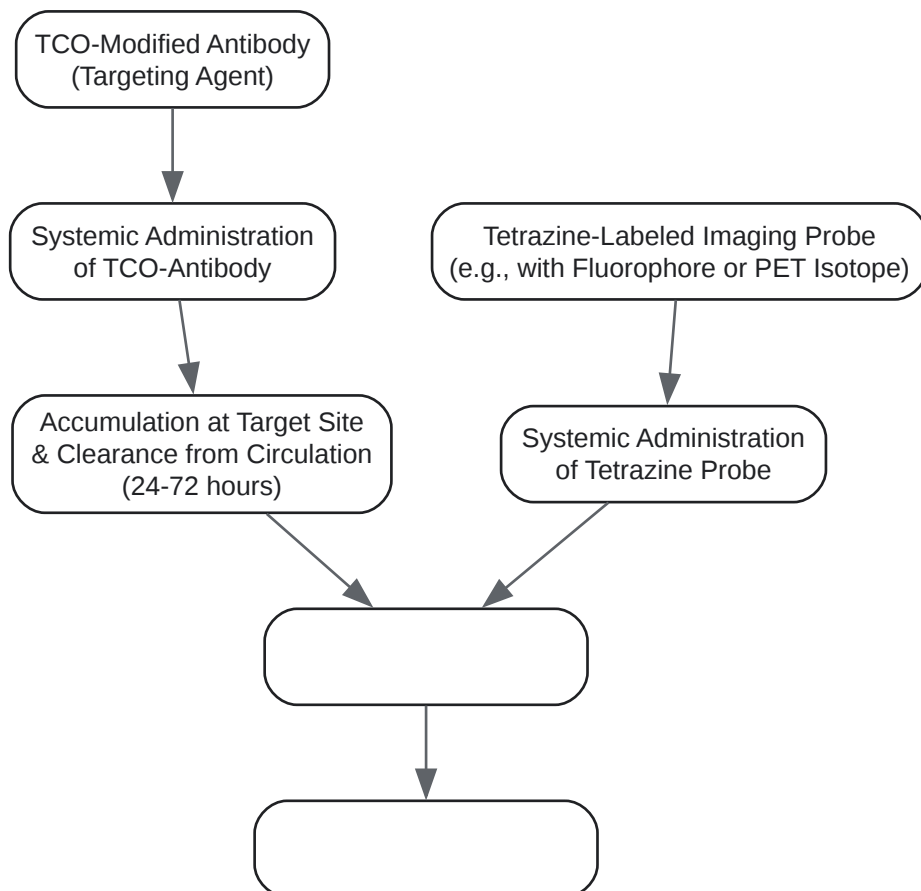 TCO-Modified Antibody
(Targeting Agent)
Systemic Administration
of TCO-Antibody
Tetrazine-Labeled Imaging Probe
(e.g., with Fluorophore or PET Isotope)
Accumulation at Target Site
& Clearance from Circulation
(24-72 hours)
Systemic Administration
of Tetrazine Probe